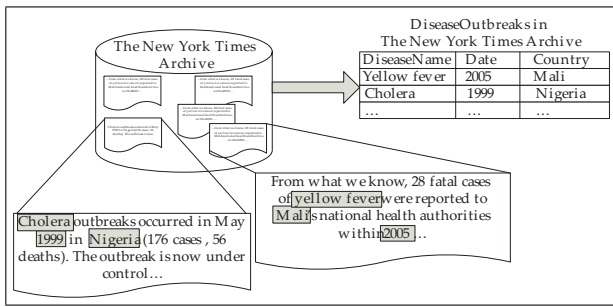 DiseaseOutbreaks in
The New York Times Archive
The New York Times
Archive
DiseaseName Date Country
Yellow fever 2005 Mali
Cholera 1999 Nigeria
... ... ...
From what we know, 28 fatal cases
of yellow fever were reported to
Mali's national health authorities
within 2005 ...
Cholera outbreaks occurred in May
1999 in Nigeria (176 cases , 56
deaths). The outbreak is now under
control ...